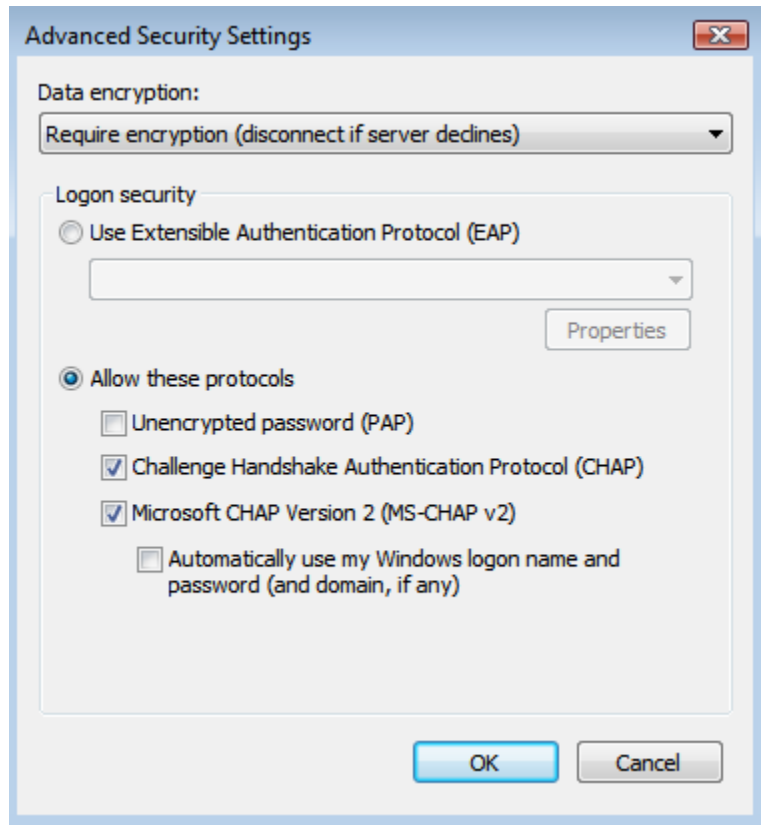 Advanced Security Settings
Data encryption:
Require encryption (disconnect if server declines)
Logon security
Use Extensible Authentication Protocol (EAP)
Properties
Allow these protocols
Unencrypted password (PAP)
Challenge Handshake Authentication Protocol (CHAP)
Microsoft CHAP Version 2 (MS-CHAP v2)
Automatically use my Windows logon name and
password (and domain, if any)
OK Cancel